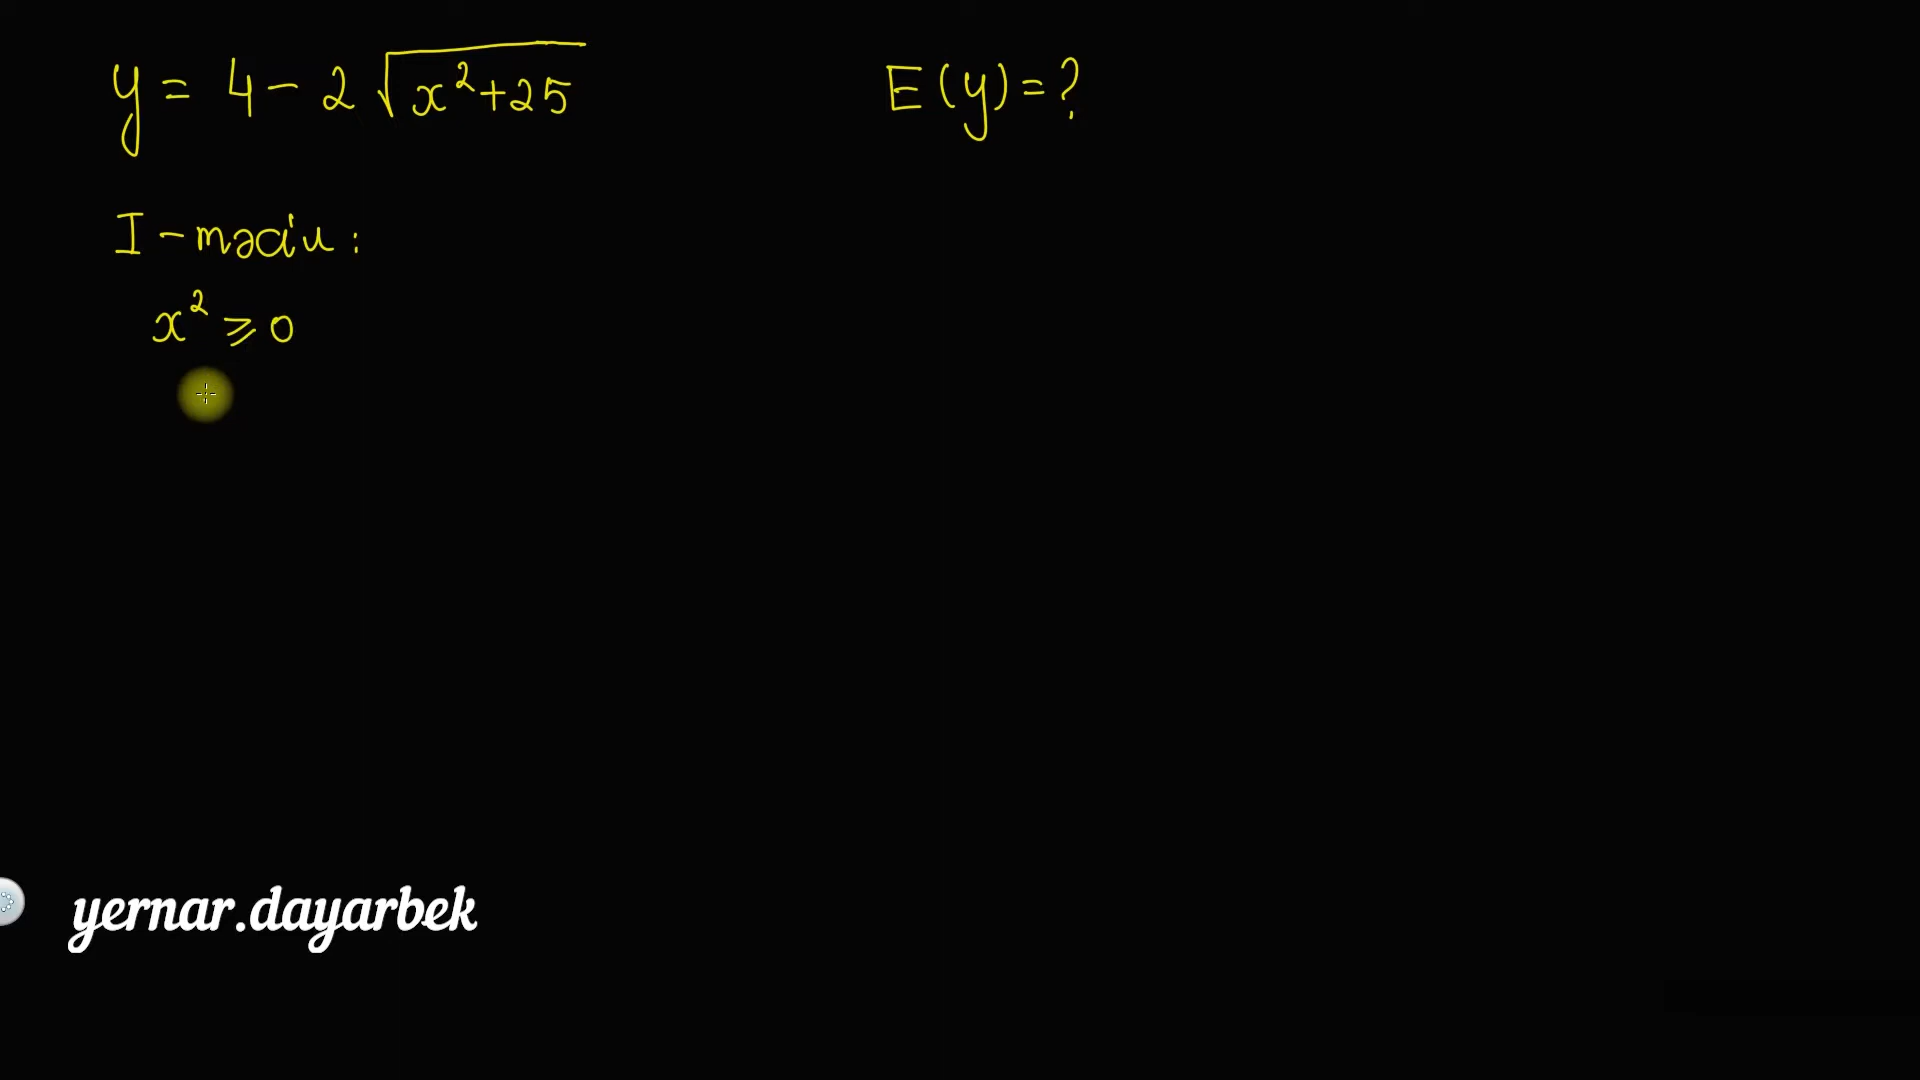 y = 4 - 2√(x²+25)
E(y)=?
I - тәсіл:
x² ⩾ 0
yernar.dayarbek